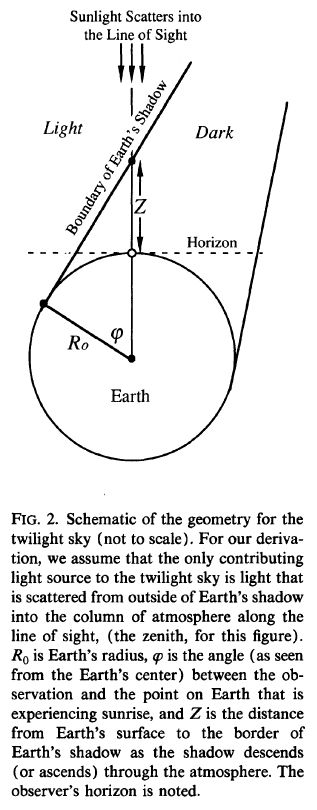 Sunlight Scatters into
the Line of Sight
Light
Dark
Boundary of Earth's Shadow
Z
Horizon
φ
Ro
Earth
FIG. 2. Schematic of the geometry for the
twilight sky (not to scale). For our deriva-
tion, we assume that the only contributing
light source to the twilight sky is light that
is scattered from outside of Earth's shadow
into the column of atmosphere along the
line of sight, (the zenith, for this figure).
R₀ is Earth's radius, φ is the angle (as seen
from the Earth's center) between the ob-
servation and the point on Earth that is
experiencing sunrise, and Z is the distance
from Earth's surface to the border of
Earth's shadow as the shadow descends
(or ascends) through the atmosphere. The
observer's horizon is noted.